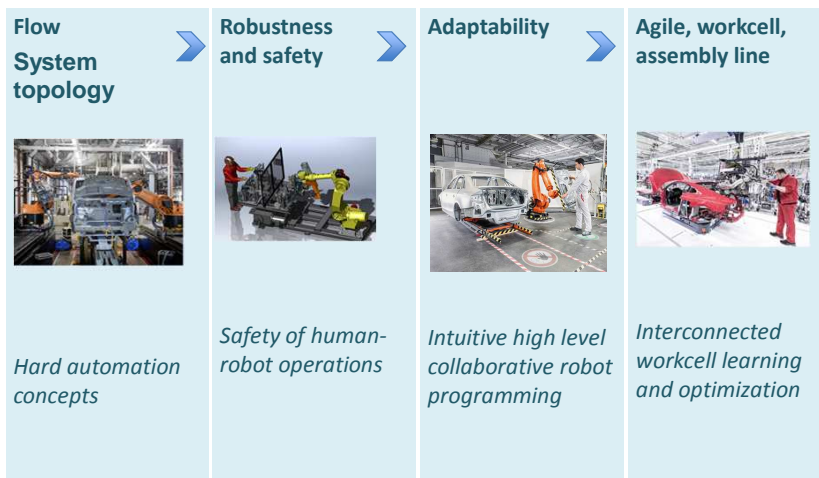 Flow
System
topology
Robustness
and safety
Adaptability
Agile, workcell,
assembly line
Hard automation
concepts
Safety of human-
robot operations
Intuitive high level
collaborative robot
programming
Interconnected
workcell learning
and optimization